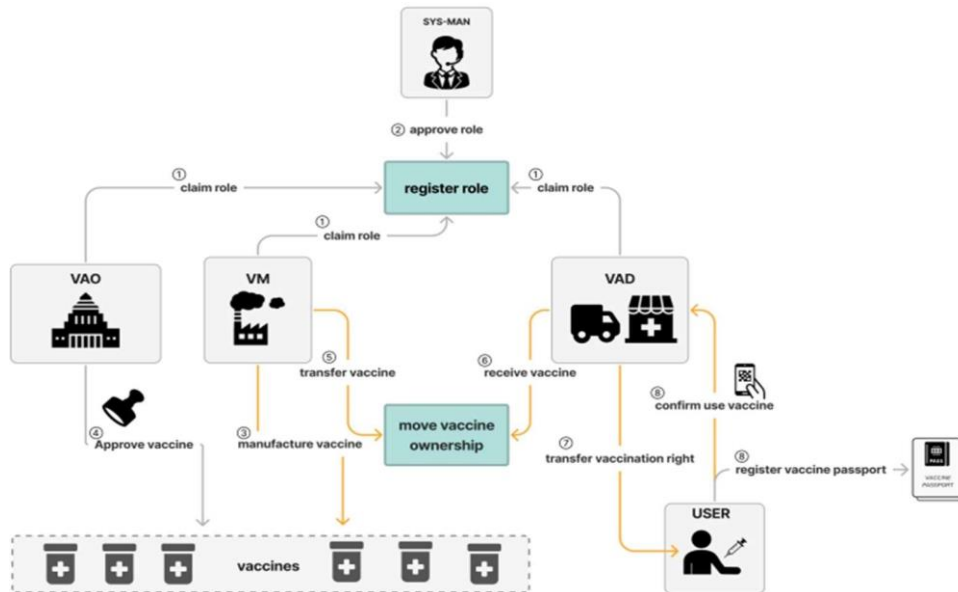 SYS-MAN
② approve role
①
claim role
register role
①
claim role
①
claim role
VAO
VM
VAD
⑤
transfer vaccine
⑥
receive vaccine
⑧
confirm use vaccine
④
Approve vaccine
③
manufacture vaccine
move vaccine
ownership
⑦
transfer vaccination right
⑧
register vaccine passport
VACCINE
PASSPORT
USER
vaccines